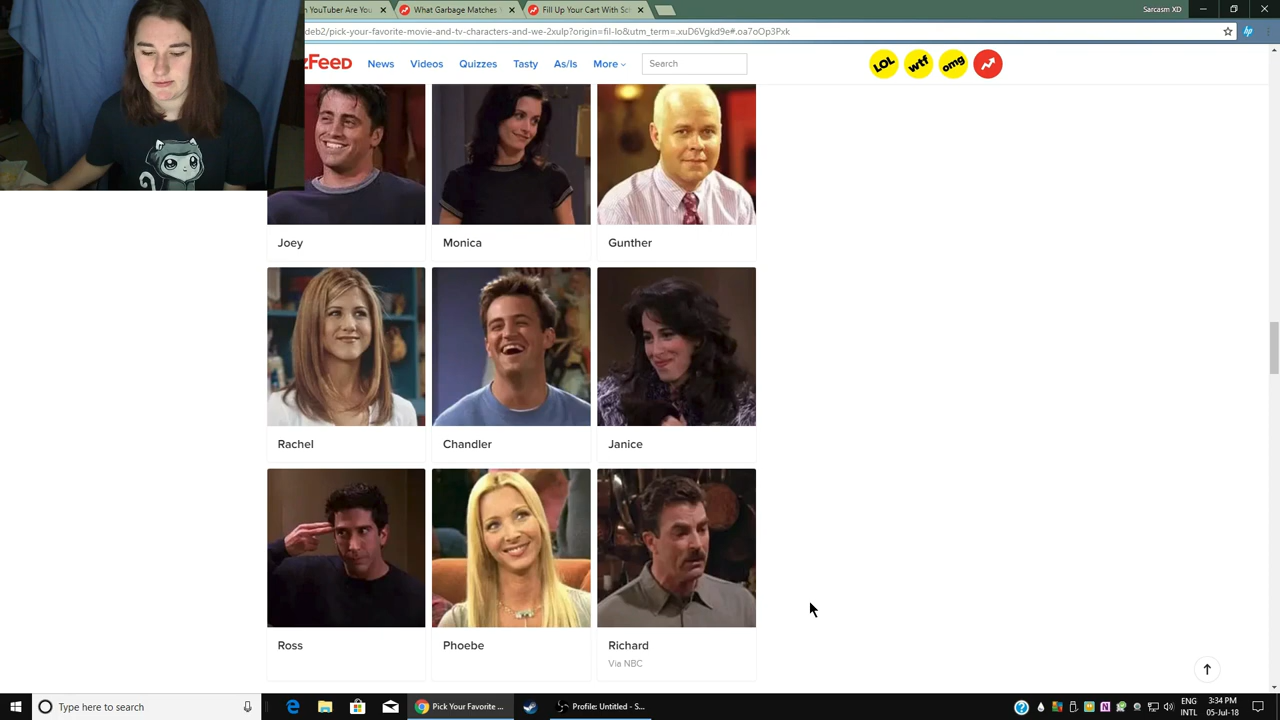 n YouTuber Are You
What Garbage Matches
Fill Up Your Cart With Sch
Sarcasm XD
deb2/pick-your-favorite-movie-and-tv-characters-and-we-2xulp?origin=fil-lo&utm_term=.xuD6Vgkd9e#.oa7oOp3Pxk
zFeed News Videos Quizzes Tasty As/Is More Search LOL wtf omg
Joey Monica Gunther
Rachel Chandler Janice
Ross Phoebe Richard
Via NBC
Type here to search
Pick Your Favorite ...
Profile: Untitled - S...
ENG
INTL
3:34 PM
05-Jul-18